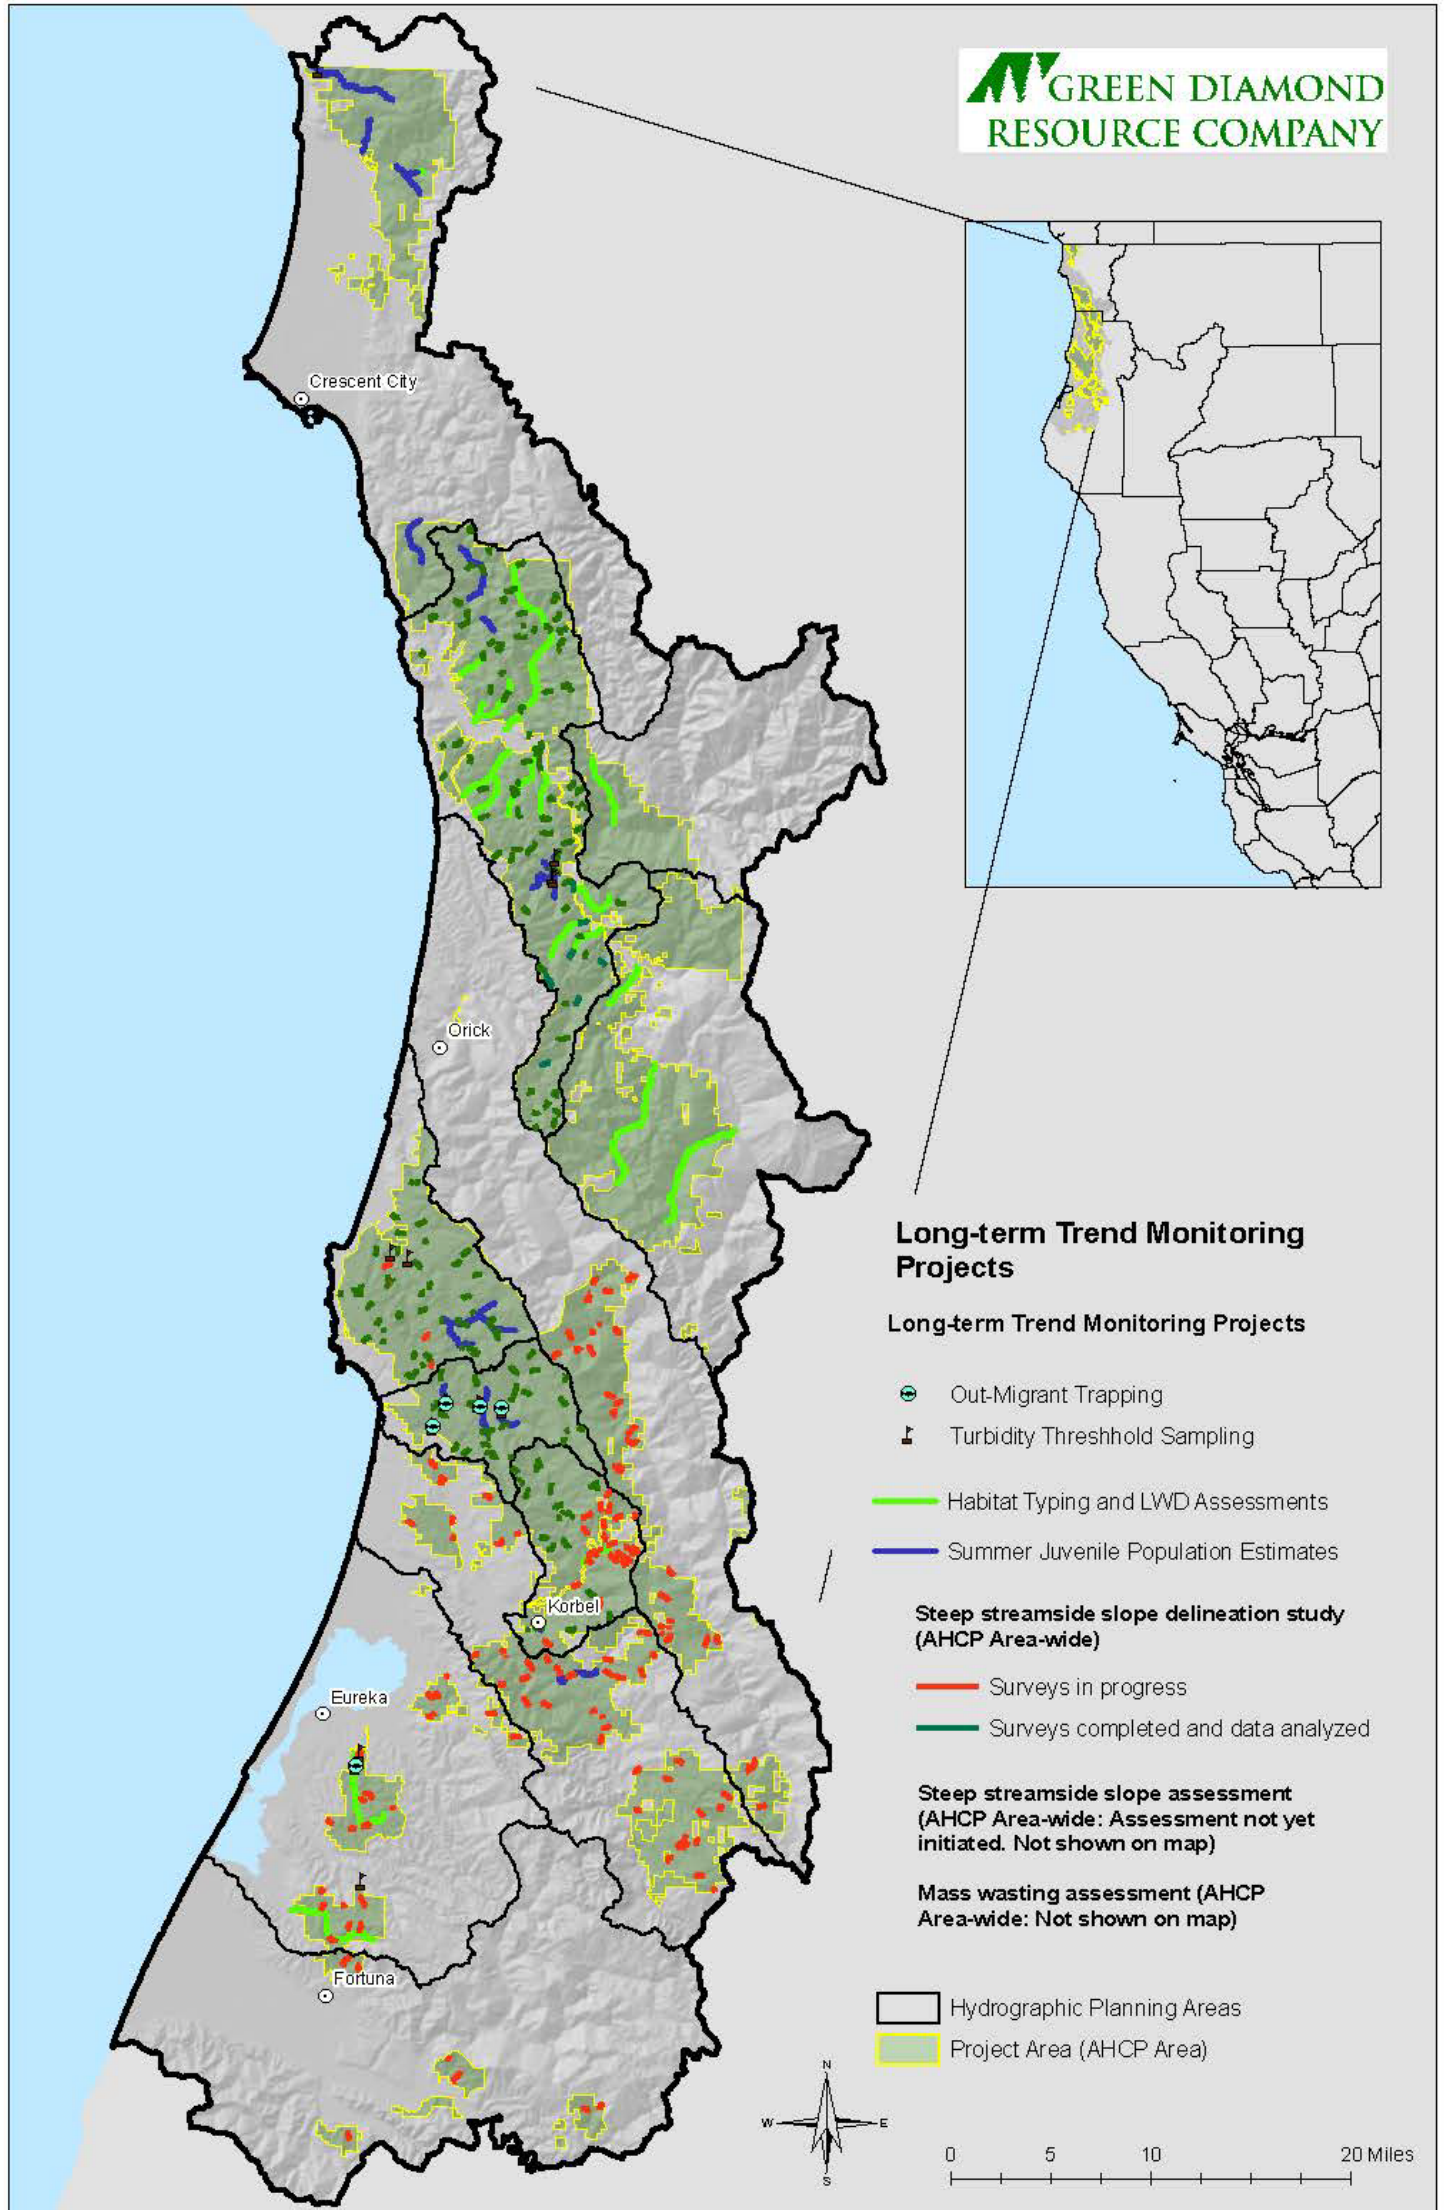 GREEN DIAMOND
RESOURCE COMPANY
Crescent City
Orick
Korbel
Eureka
Fortuna
Long-term Trend Monitoring
Projects
Long-term Trend Monitoring Projects
Out-Migrant Trapping
Turbidity Threshhold Sampling
Habitat Typing and LWD Assessments
Summer Juvenile Population Estimates
Steep streamside slope delineation study
(AHCP Area-wide)
Surveys in progress
Surveys completed and data analyzed
Steep streamside slope assessment
(AHCP Area-wide: Assessment not yet
initiated. Not shown on map)
Mass wasting assessment (AHCP
Area-wide: Not shown on map)
Hydrographic Planning Areas
Project Area (AHCP Area)
N
W E
S
0 5 10 20 Miles